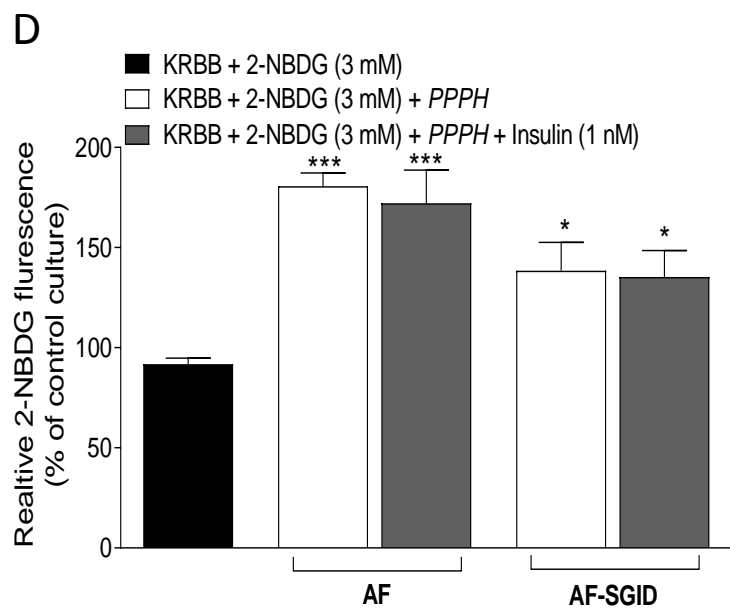 D
KRBB + 2-NBDG (3 mM)
KRBB + 2-NBDG (3 mM) + PPPH
KRBB + 2-NBDG (3 mM) + PPPH + Insulin (1 nM)
Realtive 2-NBDG flurescence
(% of control culture)
200
150
100
50
0
***
***
*
*
AF
AF-SGID